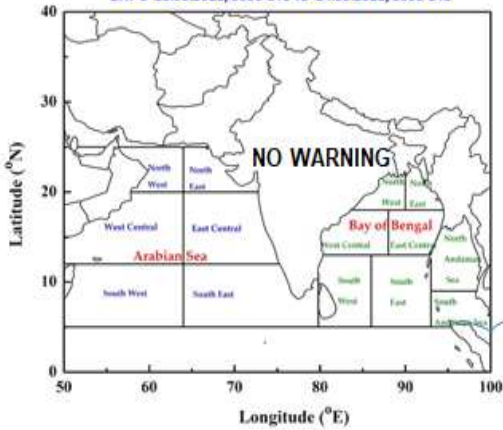 40
30
20
10
0
Latitude (°N)
NO WARNING
North West
North East
West Central
East Central
Arabian Sea
South West
South East
North West
North East
Bay of Bengal
West Central
East Central
South West
South East
North Andaman Sea
South Andaman Sea
50
60
70
80
90
100
Longitude (°E)